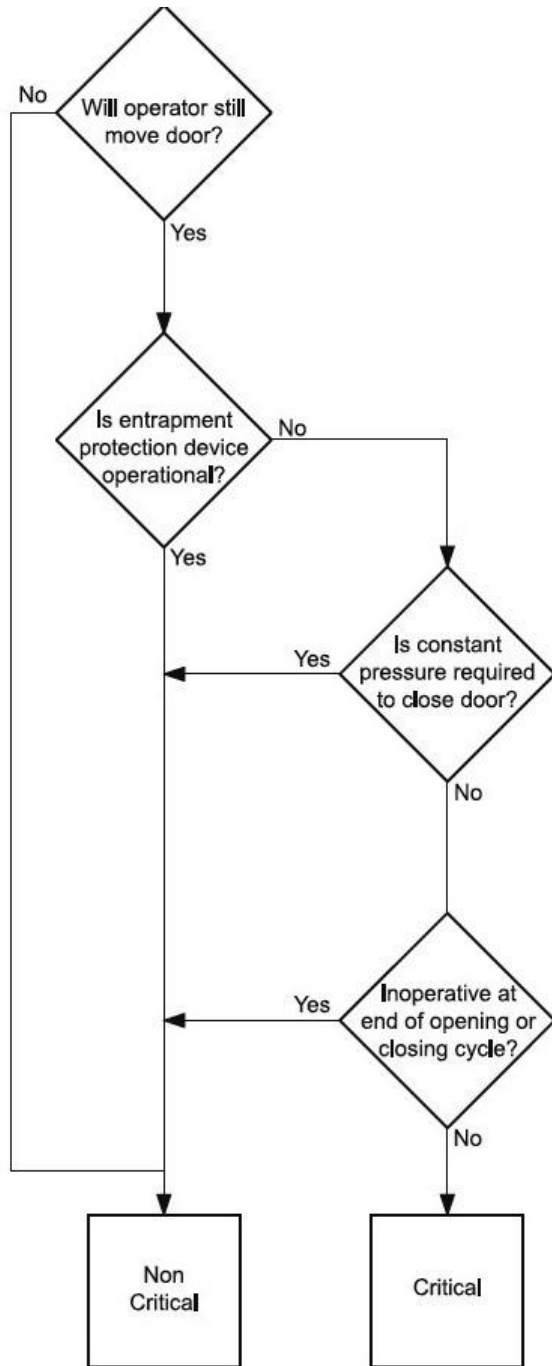 No
Will operator still
move door?
Yes
Is entrapment
protection device
operational?
No
Yes
Is constant
pressure required
to close door?
Yes
No
Inoperative at
end of opening or
closing cycle?
Yes
No
Non
Critical
Critical